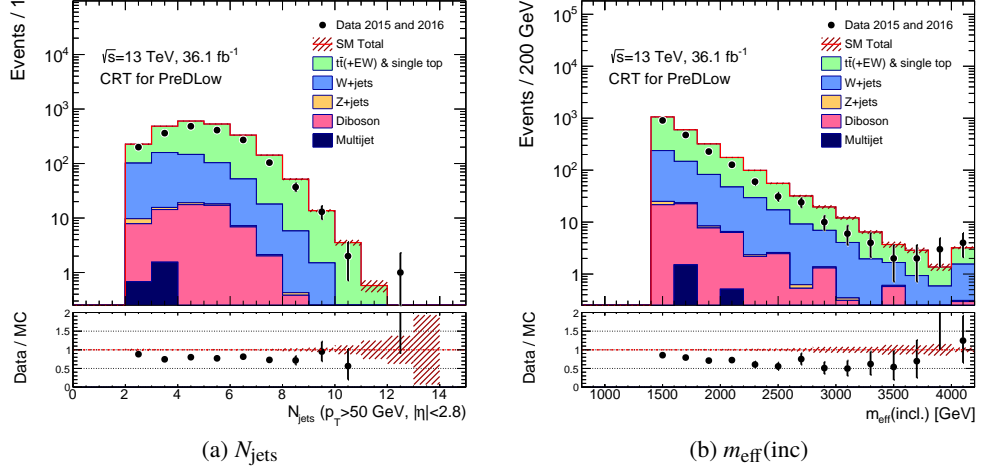 Events / 1
10⁴
10³
10²
10
1
√s=13 TeV, 36.1 fb⁻¹
CRT for PreDLow
Data 2015 and 2016
SM Total
tt̄(+EW) & single top
W+jets
Z+jets
Diboson
Multijet
Data / MC
2
1.5
1
0.5
0
0 2 4 6 8 10 12 14
N_jets (p_T>50 GeV, |η|<2.8)
(a) N_jets
Events / 200 GeV
10⁵
10⁴
10³
10²
10
1
√s=13 TeV, 36.1 fb⁻¹
CRT for PreDLow
Data 2015 and 2016
SM Total
tt̄(+EW) & single top
W+jets
Z+jets
Diboson
Multijet
Data / MC
2
1.5
1
0.5
0
1000 1500 2000 2500 3000 3500 4000
m_eff(incl.) [GeV]
(b) m_eff(inc)